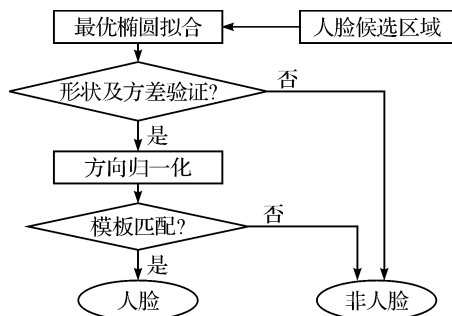 最优椭圆拟合
人脸候选区域
形状及方差验证?
否
是
方向归一化
模板匹配?
否
是
人脸
非人脸